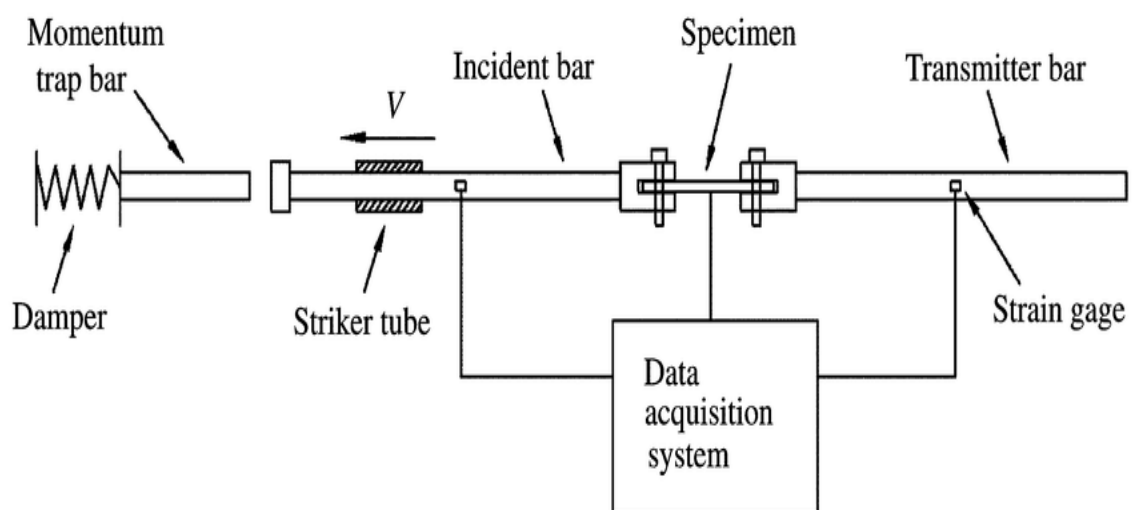 Momentum
trap bar
V
Incident bar
Specimen
Transmitter bar
Damper
Striker tube
Strain gage
Data
acquisition
system